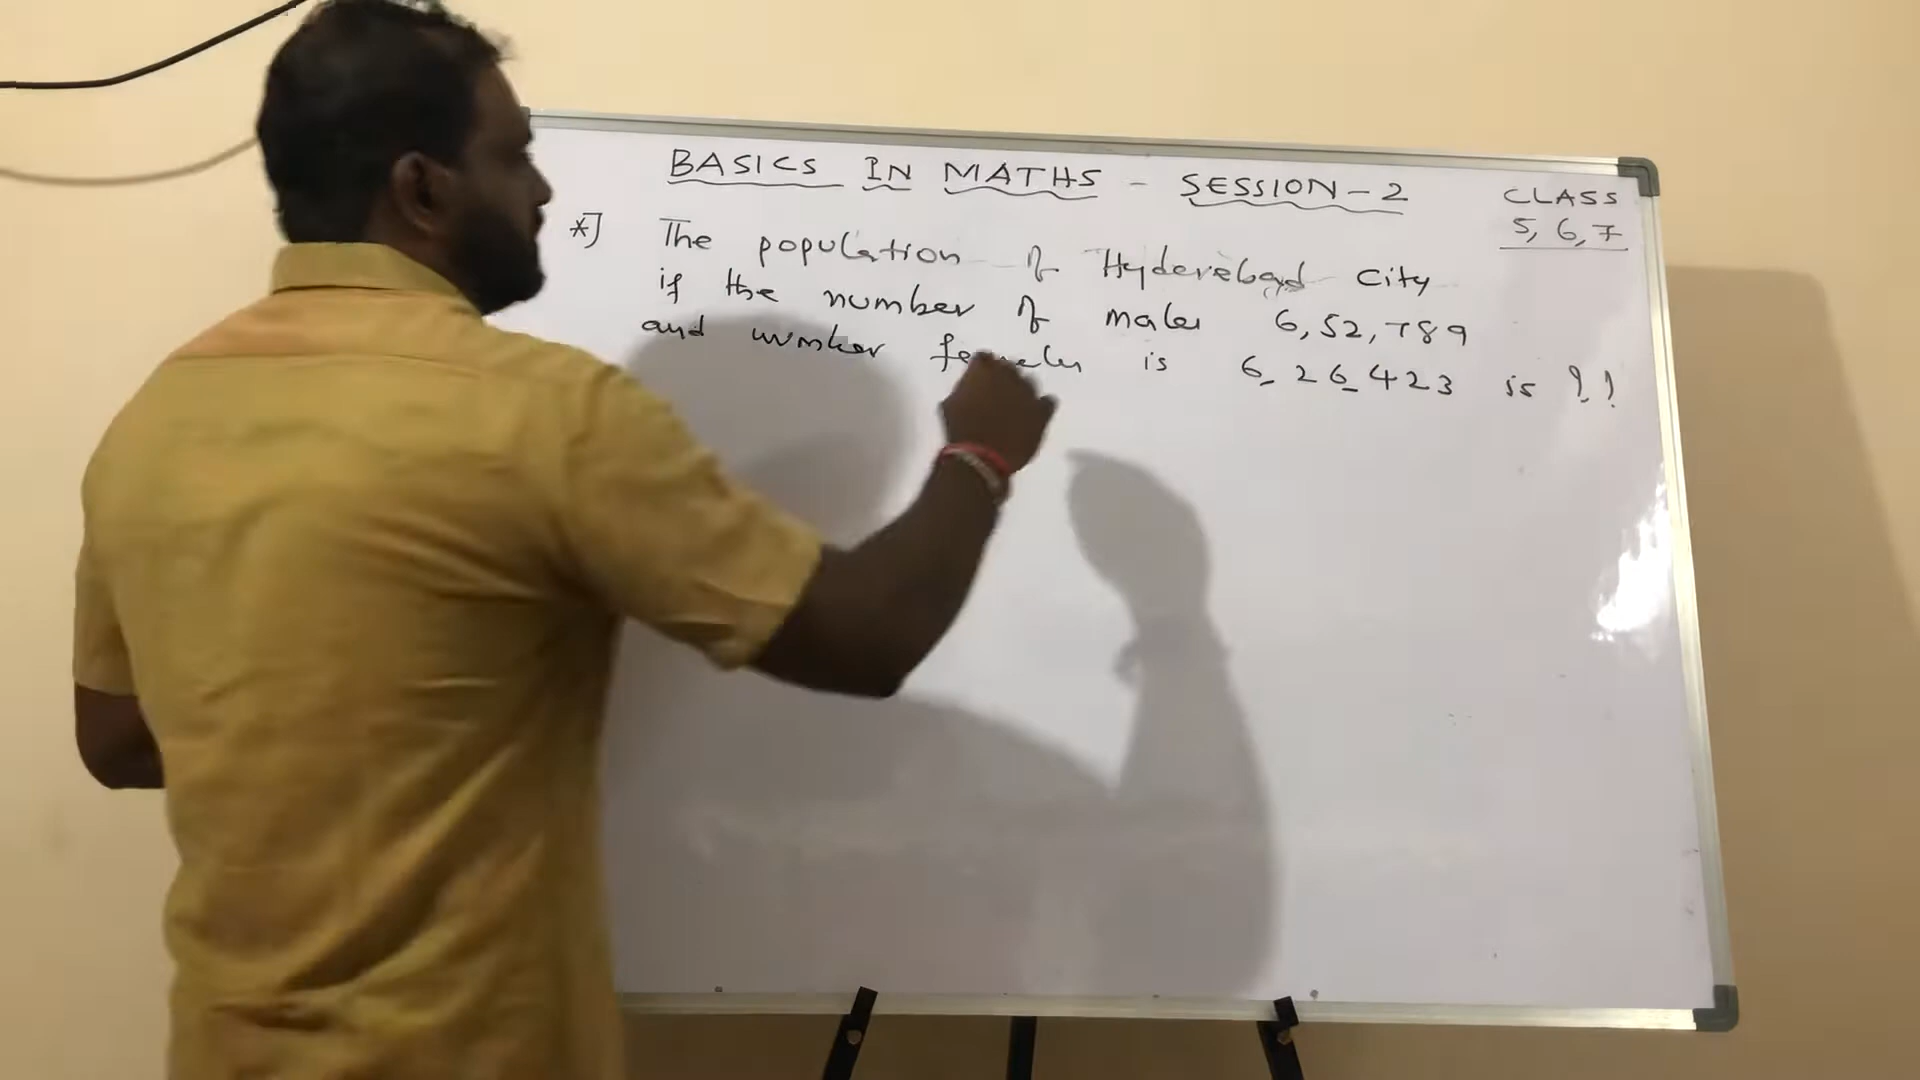 BASICS IN MATHS - SESSION-2
CLASS
5, 6, 7
*] The population of Hyderebad City
if the number of males 6,52,789
and number females is 6,26,423 is ??